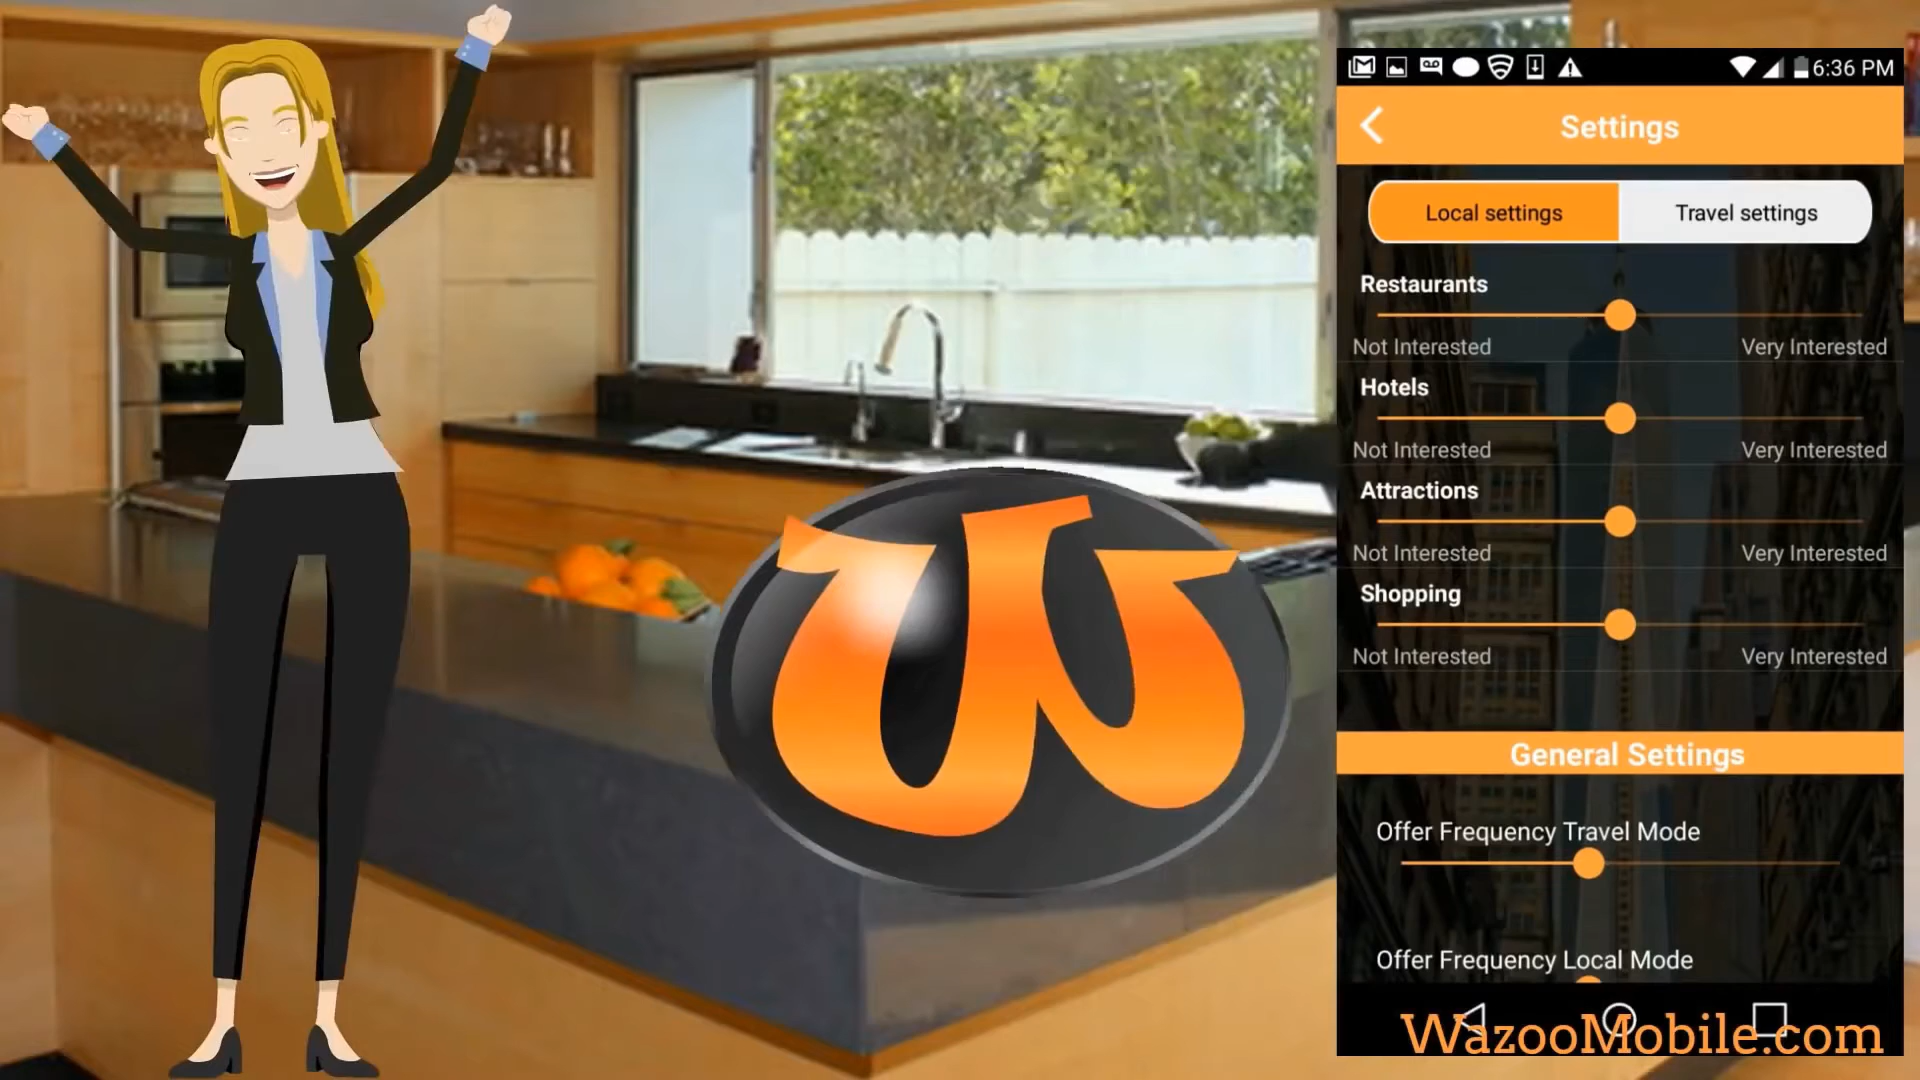 6:36 PM
Settings
Local settings Travel settings
Restaurants
Not Interested Very Interested
Hotels
Not Interested Very Interested
Attractions
Not Interested Very Interested
Shopping
Not Interested Very Interested
General Settings
Offer Frequency Travel Mode
Offer Frequency Local Mode
WazooMobile.com
W